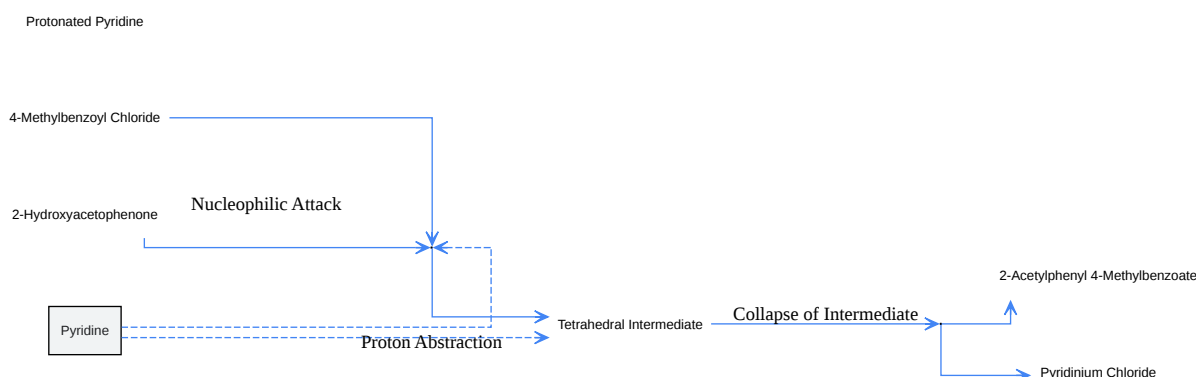 Protonated Pyridine
4-Methylbenzoyl Chloride
Nucleophilic Attack
2-Hydroxyacetophenone
2-Acetylphenyl 4-Methylbenzoate
Collapse of Intermediate
Tetrahedral Intermediate
Pyridine
Proton Abstraction
Pyridinium Chloride